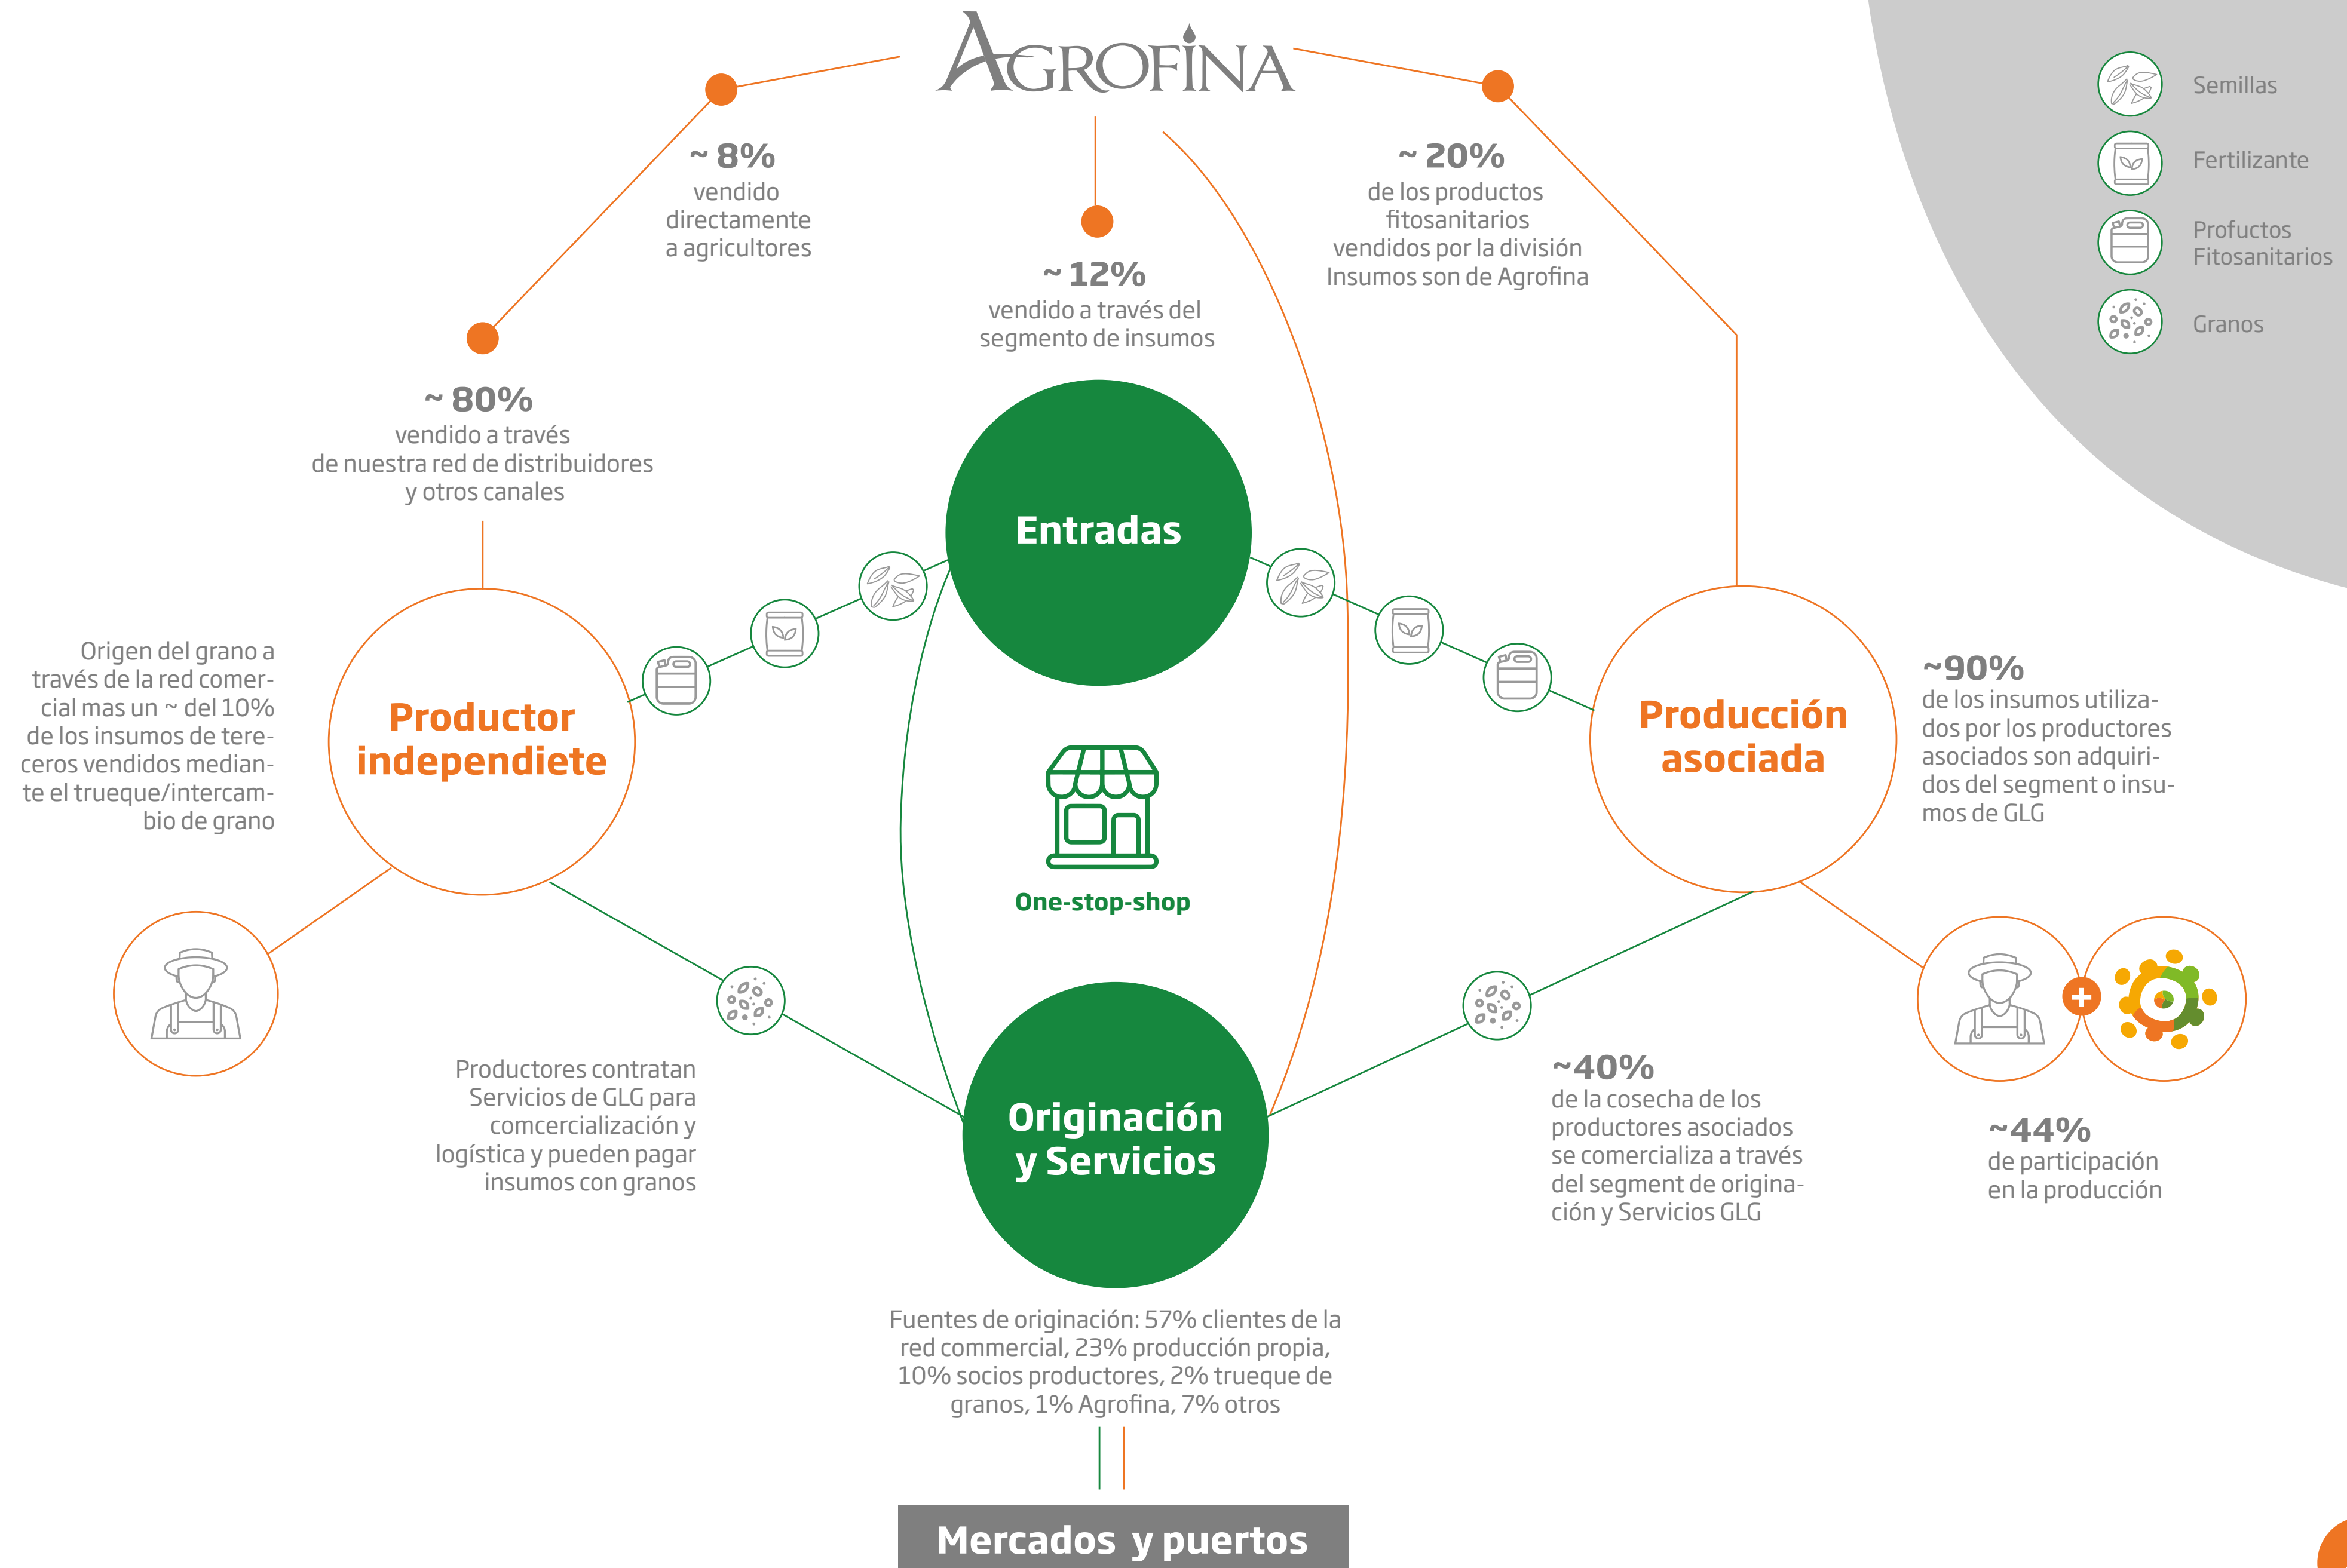 AGROFINA
~ 8%
vendido
directamente
a agricultores
~ 12%
vendido a través del
segmento de insumos
~ 20%
de los productos
fitosanitarios
vendidos por la división
Insumos son de Agrofina
Semillas
Fertilizante
Profuctos
Fitosanitarios
Granos
~ 80%
vendido a través
de nuestra red de distribuidores
y otros canales
Entradas
Origen del grano a
través de la red comer-
cial mas un ~ del 10%
de los insumos de tere-
ceros vendidos median-
te el trueque/intercam-
bio de grano
Productor
independiete
One-stop-shop
Producción
asociada
~90%
de los insumos utiliza-
dos por los productores
asociados son adquiri-
dos del segment o insu-
mos de GLG
Productores contratan
Servicios de GLG para
comcercialización y
logística y pueden pagar
insumos con granos
Originación
y Servicios
~40%
de la cosecha de los
productores asociados
se comercializa a través
del segment de origina-
ción y Servicios GLG
~44%
de participación
en la producción
Fuentes de originación: 57% clientes de la
red commercial, 23% producción propia,
10% socios productores, 2% trueque de
granos, 1% Agrofina, 7% otros
Mercados y puertos